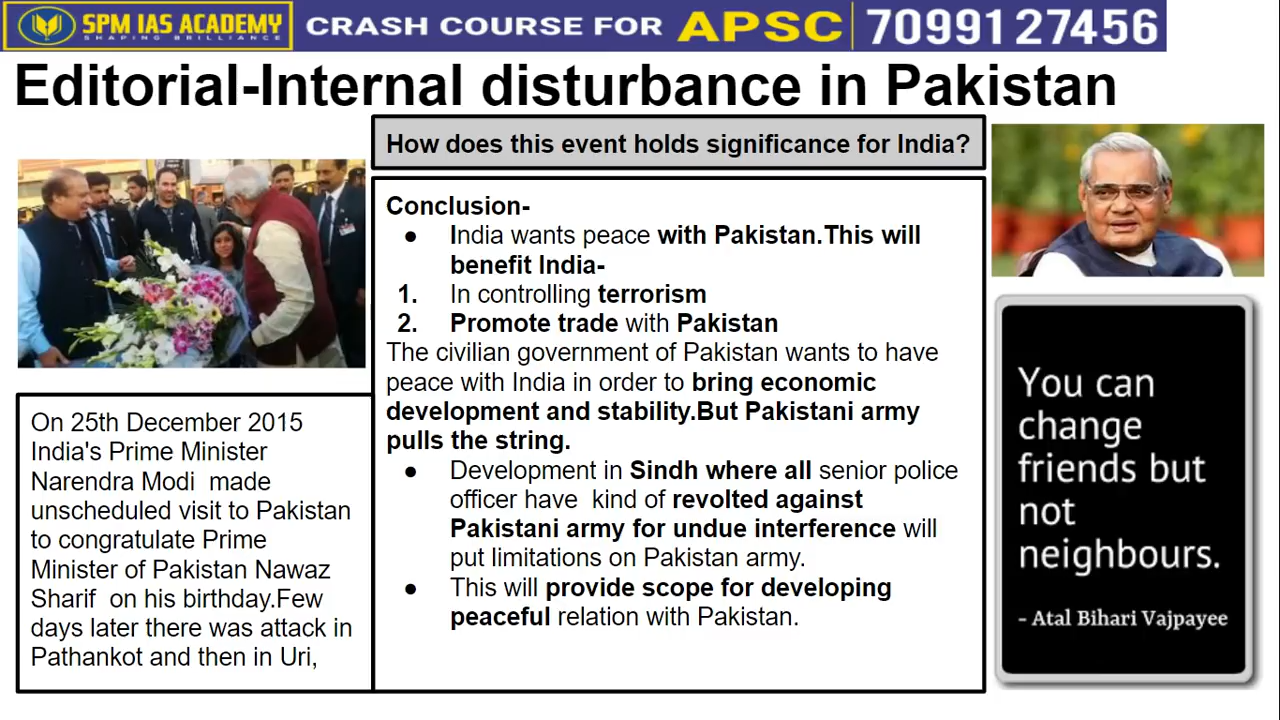 SPM IAS ACADEMY
SHAPING BRILLIANCE
CRASH COURSE FOR APSC 70991 27456
Editorial-Internal disturbance in Pakistan
How does this event holds significance for India?
Conclusion-
● India wants peace with Pakistan.This will
benefit India-
1. In controlling terrorism
2. Promote trade with Pakistan
The civilian government of Pakistan wants to have
peace with India in order to bring economic
development and stability.But Pakistani army
pulls the string.
● Development in Sindh where all senior police
officer have kind of revolted against
Pakistani army for undue interference will
put limitations on Pakistan army.
● This will provide scope for developing
peaceful relation with Pakistan.
On 25th December 2015
India's Prime Minister
Narendra Modi made
unscheduled visit to Pakistan
to congratulate Prime
Minister of Pakistan Nawaz
Sharif on his birthday.Few
days later there was attack in
Pathankot and then in Uri,
You can
change
friends but
not
neighbours.
- Atal Bihari Vajpayee